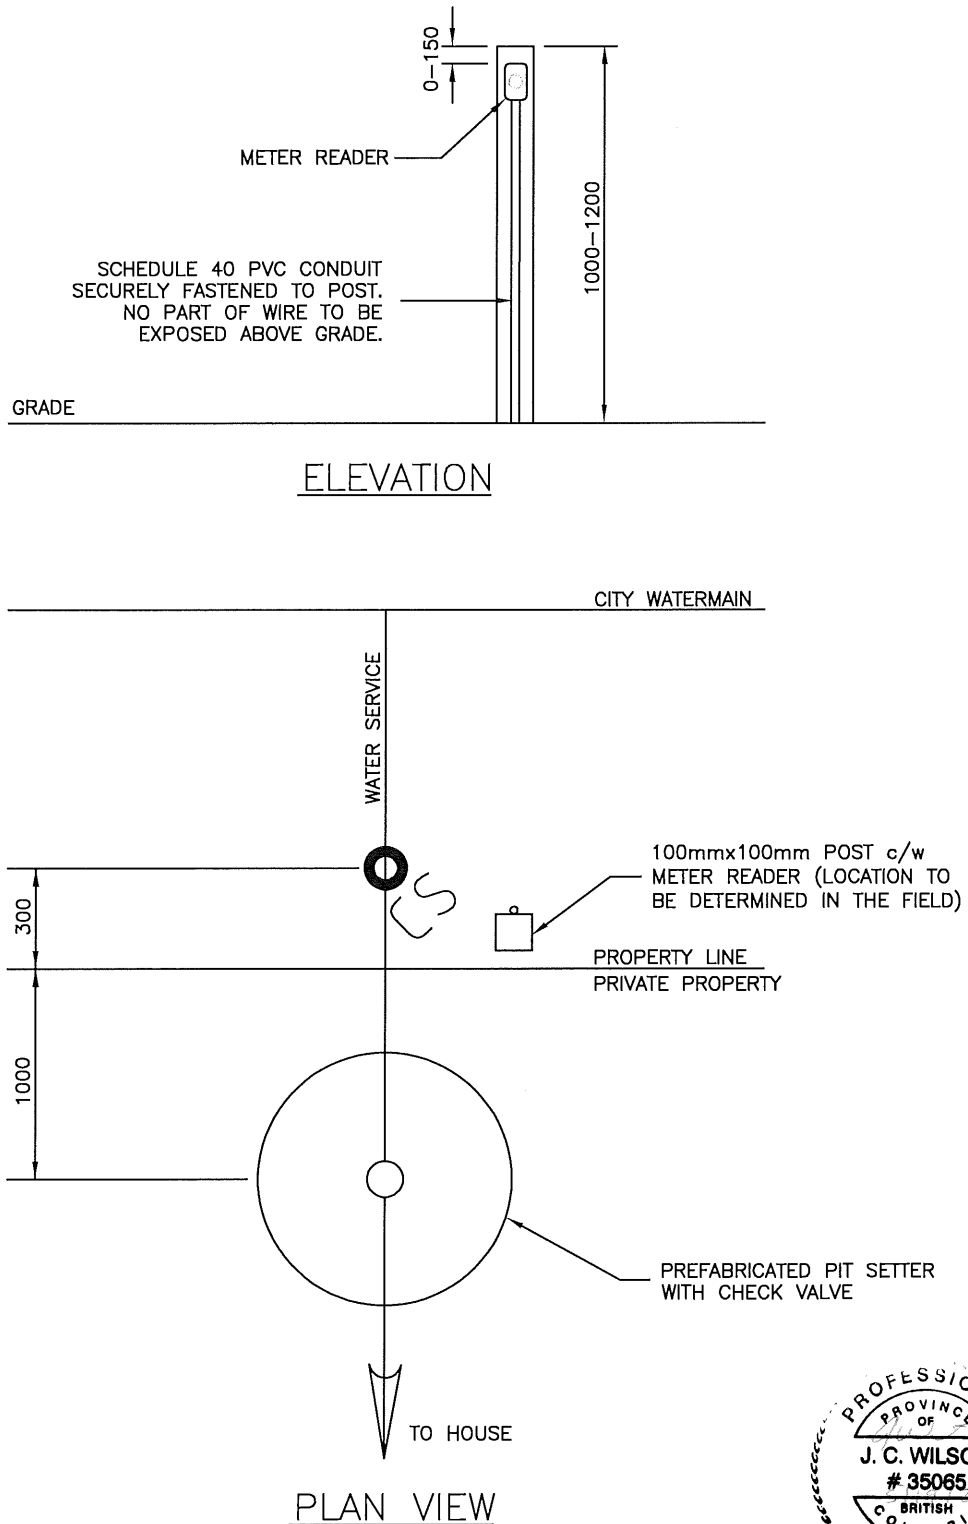 0-150
METER READER
1000-1200
SCHEDULE 40 PVC CONDUIT
SECURELY FASTENED TO POST.
NO PART OF WIRE TO BE
EXPOSED ABOVE GRADE.
GRADE
ELEVATION
CITY WATERMAIN
WATER SERVICE
100mmx100mm POST c/w
METER READER (LOCATION TO
BE DETERMINED IN THE FIELD)
CS
300
PROPERTY LINE
PRIVATE PROPERTY
1000
PREFABRICATED PIT SETTER
WITH CHECK VALVE
TO HOUSE
PLAN VIEW
PROVINCE
OF
J. C. WILSO
# 35065
BRITISH